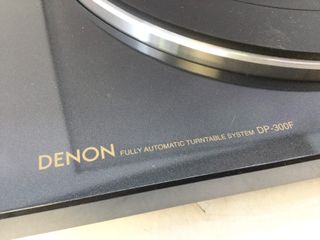 DENON FULLY AUTOMATIC TURNTABLE SYSTEM DP-300F